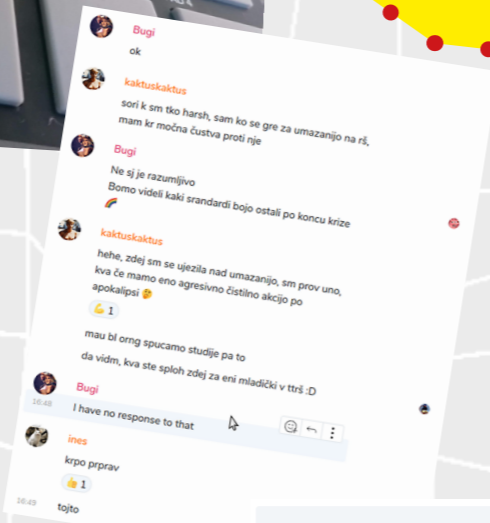 Bugi
ok
kaktuskaktus
sori k sm tko harsh, sam ko se gre za umazanijo na rš,
mam kr močna čustva proti nje
Bugi
Ne sj je razumljivo
Bomo videli kaki srandardi bojo ostali po koncu krize
🌈
kaktuskaktus
hehe, zdej sm se ujezila nad umazanijo, sm prov uno,
kva če mamo eno agresivno čistilno akcijo po
apokalipsi 🤔
💪 1
mau bl orng spucamo studije pa to
da vidm, kva ste sploh zdej za eni mladički v ttrš :D
Bugi
16:48 I have no response to that
ines
krpo prprav
👍 1
16:49 tojto